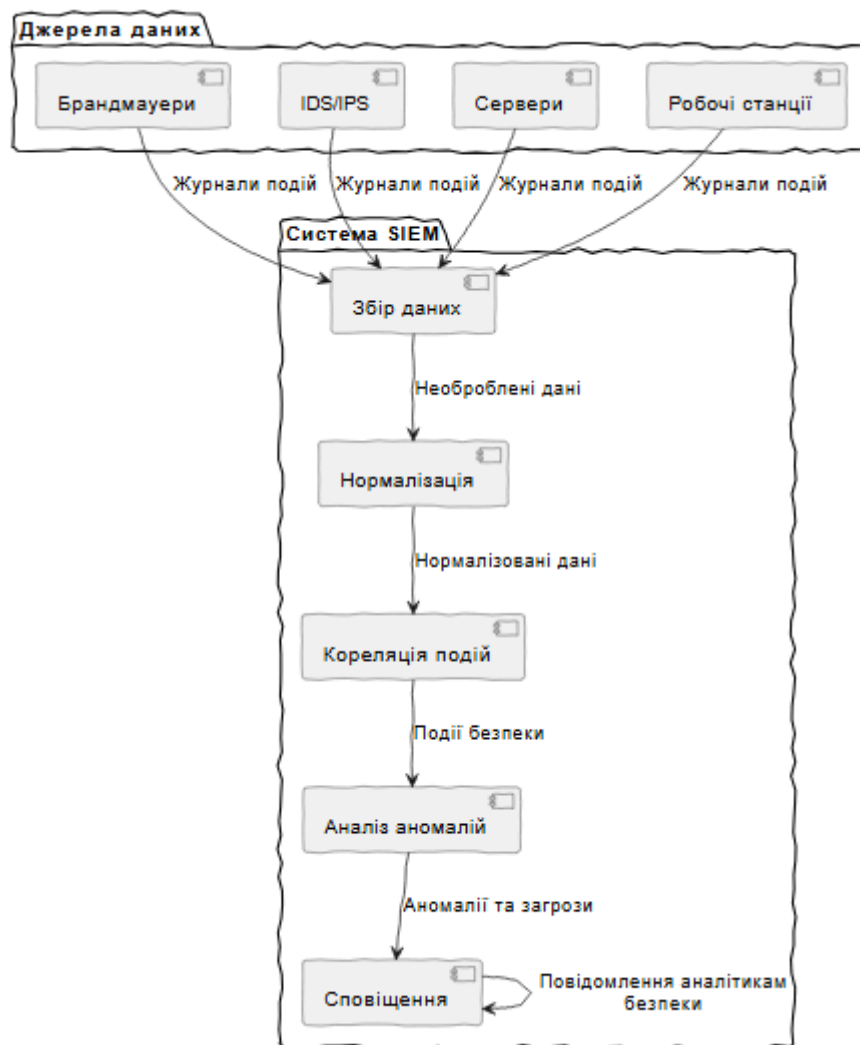 Джерела даних
Брандмауери
IDS/IPS
Сервери
Робочі станції
Журнали подій
Журнали подій
Журнали подій
Журнали подій
Система SIEM
Збір даних
Необроблені дані
Нормалізація
Нормалізовані дані
Кореляція подій
Події безпеки
Аналіз аномалій
Аномалії та загрози
Сповіщення
Повідомлення аналітикам
безпеки